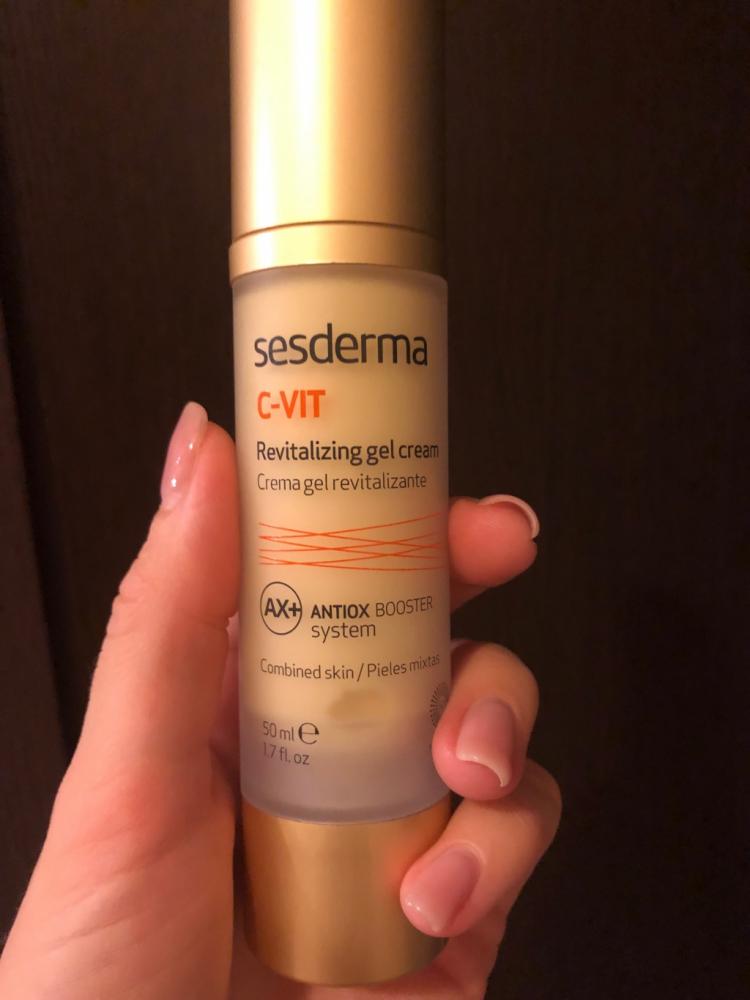 sesderma
C-VIT
Revitalizing gel cream
Crema gel revitalizante
AX+ ANTIOX BOOSTER
system
Combined skin / Pieles mixtas
50 ml ℮
1.7 fl. oz